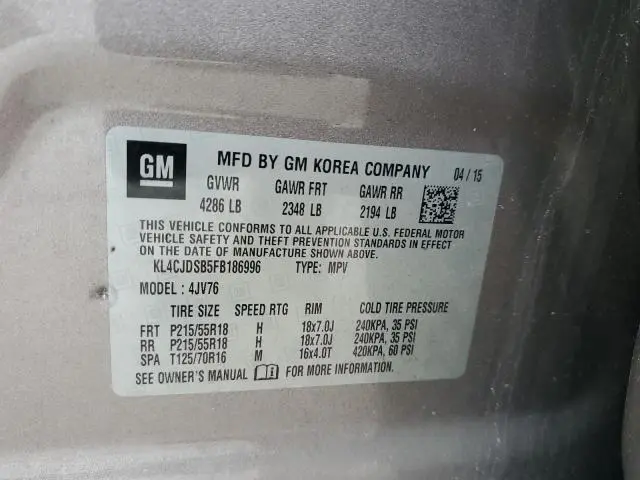 GM MFD BY GM KOREA COMPANY 04 / 15
GVWR GAWR FRT GAWR RR
4286 LB 2348 LB 2194 LB
THIS VEHICLE CONFORMS TO ALL APPLICABLE U.S. FEDERAL MOTOR
VEHICLE SAFETY AND THEFT PREVENTION STANDARDS IN EFFECT
ON THE DATE OF MANUFACTURE SHOWN ABOVE.
KL4CJDSB5FB186996 TYPE: MPV
MODEL : 4JV76
TIRE SIZE SPEED RTG RIM COLD TIRE PRESSURE
FRT P215/55R18 H 18x7.0J 240KPA, 35 PSI
RR P215/55R18 H 18x7.0J 240KPA, 35 PSI
SPA T125/70R16 M 16x4.0T 420KPA, 60 PSI
SEE OWNER'S MANUAL FOR MORE INFORMATION.